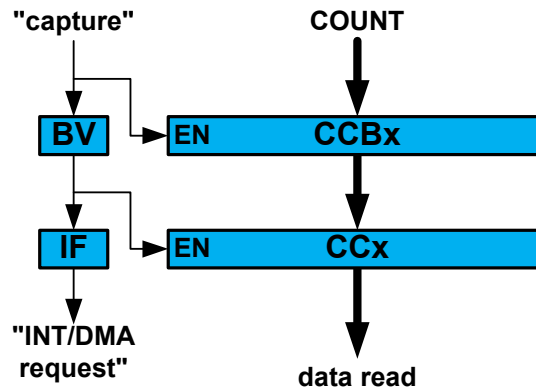 "capture"
COUNT
BV
EN
CCBx
IF
EN
CCx
"INT/DMA
request"
data read